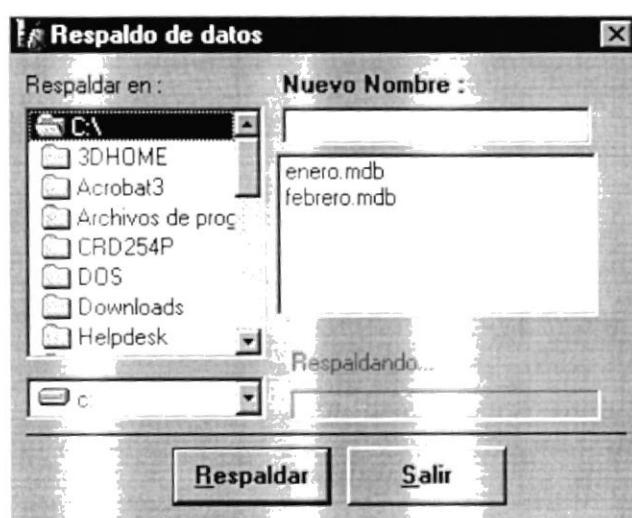 Respaldo de datos
Respaldar en :
C:\
3DHOME
Acrobat3
Archivos de prog
CRD254P
DOS
Downloads
Helpdesk
c:
Nuevo Nombre :
enero.mdb
febrero.mdb
Respaldando...
Respaldar
Salir